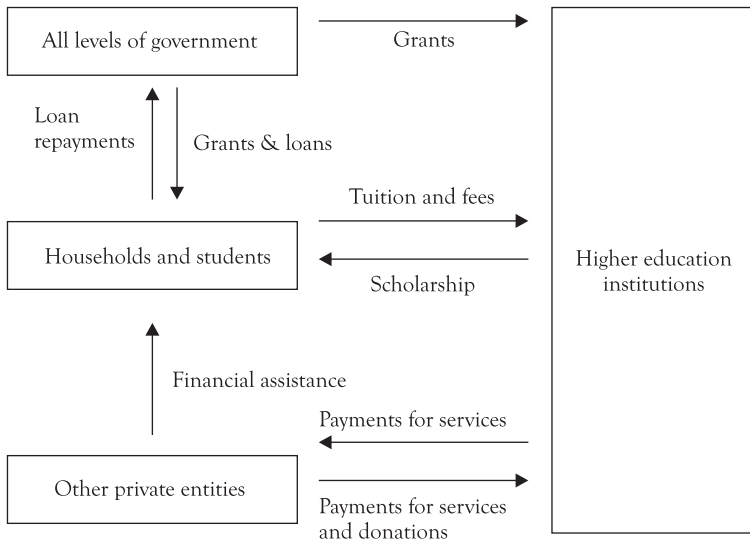 All levels of government
Grants
Loan
repayments
Grants & loans
Tuition and fees
Households and students
Scholarship
Higher education
institutions
Financial assistance
Payments for services
Other private entities
Payments for services
and donations